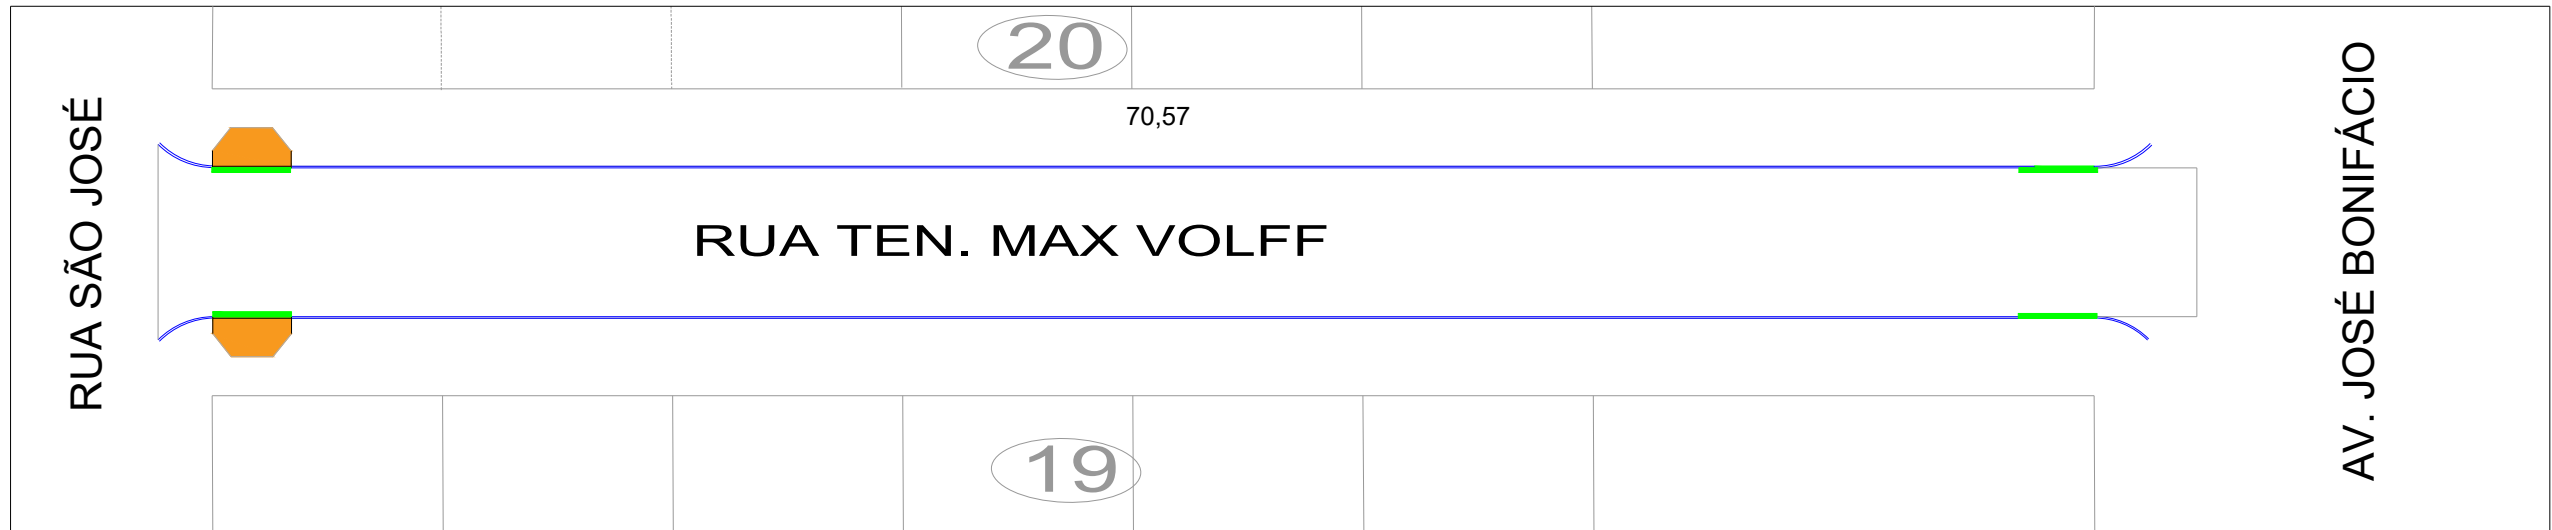 RUA SÃO JOSÉ
20
70,57
RUA TEN. MAX VOLFF
19
AV. JOSÉ BONIFÁCIO